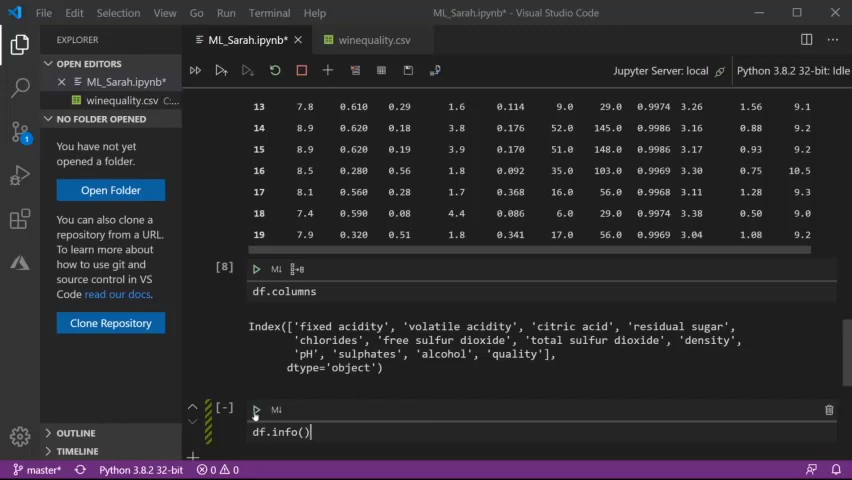 File Edit Selection View Go Run Terminal Help ML_Sarah.ipynb* - Visual Studio Code
EXPLORER
ML_Sarah.ipynb* winequality.csv
OPEN EDITORS
ML_Sarah.ipynb*
winequality.csv C:...
NO FOLDER OPENED
You have not yet
opened a folder.
Open Folder
You can also clone a
repository from a URL.
To learn more about
how to use git and
source control in VS
Code read our docs.
Clone Repository
OUTLINE
TIMELINE
1
Jupyter Server: local Python 3.8.2 32-bit: Idle
13 7.8 0.610 0.29 1.6 0.114 9.0 29.0 0.9974 3.26 1.56 9.1
14 8.9 0.620 0.18 3.8 0.176 52.0 145.0 0.9986 3.16 0.88 9.2
15 8.9 0.620 0.19 3.9 0.170 51.0 148.0 0.9986 3.17 0.93 9.2
16 8.5 0.280 0.56 1.8 0.092 35.0 103.0 0.9969 3.30 0.75 10.5
17 8.1 0.560 0.28 1.7 0.368 16.0 56.0 0.9968 3.11 1.28 9.3
18 7.4 0.590 0.08 4.4 0.086 6.0 29.0 0.9974 3.38 0.50 9.0
19 7.9 0.320 0.51 1.8 0.341 17.0 56.0 0.9969 3.04 1.08 9.2
[8] M↓
df.columns
Index(['fixed acidity', 'volatile acidity', 'citric acid', 'residual sugar',
'chlorides', 'free sulfur dioxide', 'total sulfur dioxide', 'density',
'pH', 'sulphates', 'alcohol', 'quality'],
dtype='object')
[-] M↓
df.info()
master* Python 3.8.2 32-bit 0 0